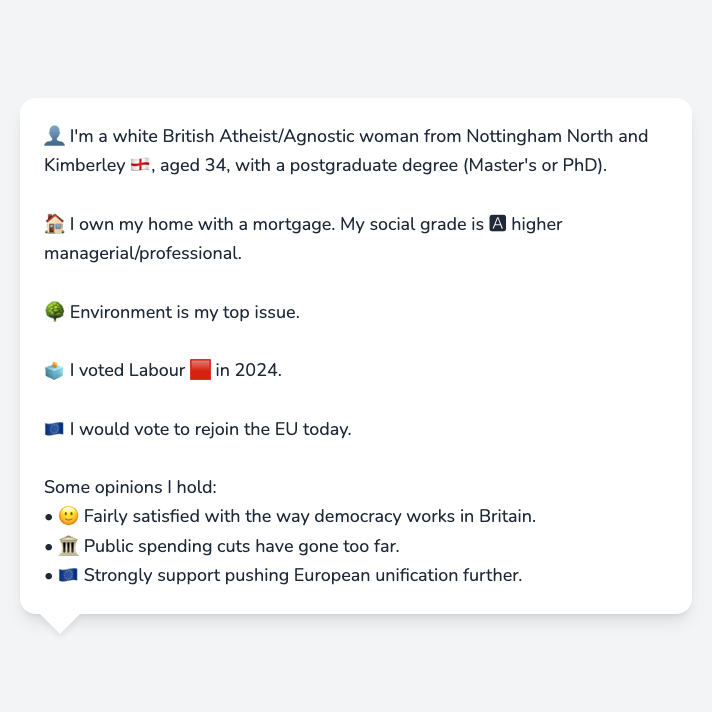 👤 I'm a white British Atheist/Agnostic woman from Nottingham North and
Kimberley 🏴󠁧󠁢󠁥󠁮󠁧󠁿, aged 34, with a postgraduate degree (Master's or PhD).
🏠 I own my home with a mortgage. My social grade is 🅰 higher
managerial/professional.
🌳 Environment is my top issue.
🗳️ I voted Labour 🟥 in 2024.
🇪🇺 I would vote to rejoin the EU today.
Some opinions I hold:
• 🙂 Fairly satisfied with the way democracy works in Britain.
• 🏛️ Public spending cuts have gone too far.
• 🇪🇺 Strongly support pushing European unification further.